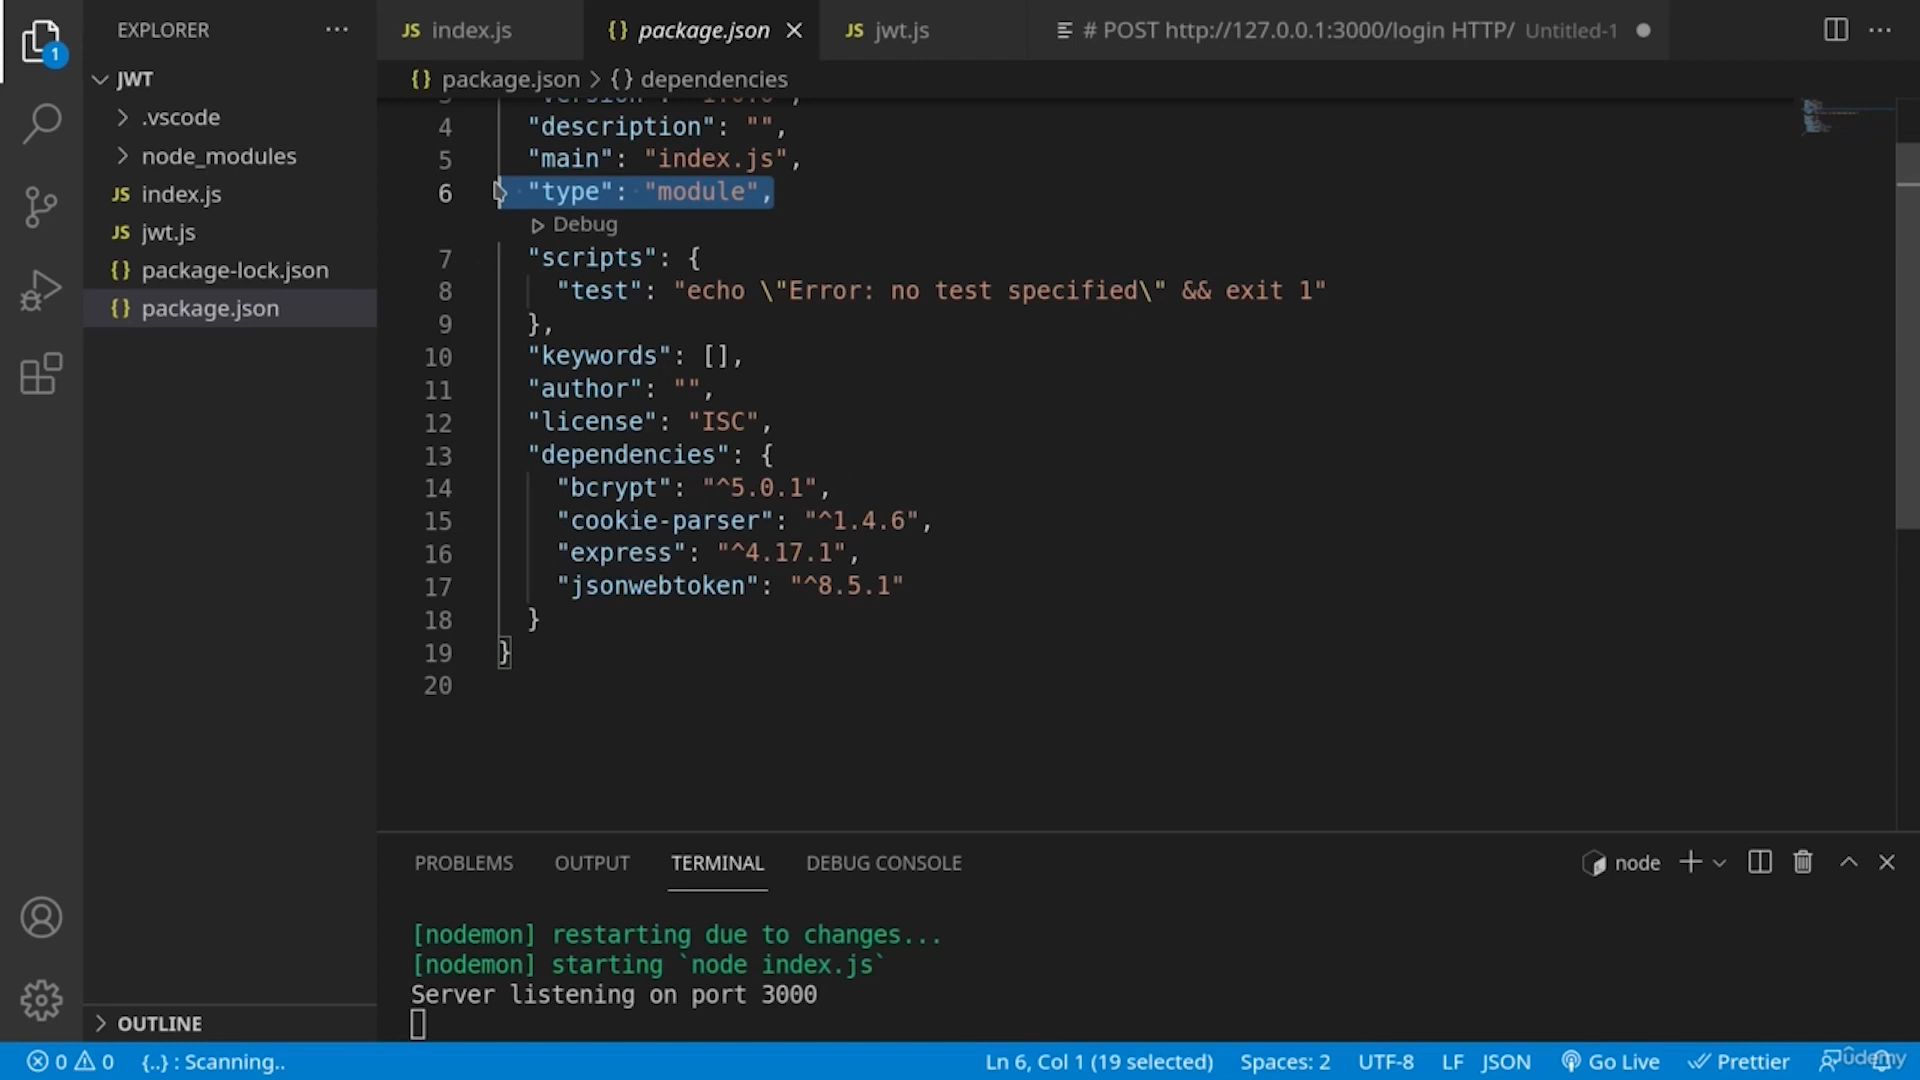 EXPLORER
JS index.js
{} package.json
JS jwt.js
# POST http://127.0.0.1:3000/login HTTP/ Untitled-1
1
JWT
{} package.json > {} dependencies
.vscode
node_modules
JS index.js
JS jwt.js
{} package-lock.json
{} package.json
4 "description": "",
5 "main": "index.js",
6 "type": "module",
Debug
7 "scripts": {
8 "test": "echo \"Error: no test specified\" && exit 1"
9 },
10 "keywords": [],
11 "author": "",
12 "license": "ISC",
13 "dependencies": {
14 "bcrypt": "^5.0.1",
15 "cookie-parser": "^1.4.6",
16 "express": "^4.17.1",
17 "jsonwebtoken": "^8.5.1"
18 }
19 }
20
PROBLEMS OUTPUT TERMINAL DEBUG CONSOLE
node
[nodemon] restarting due to changes...
[nodemon] starting `node index.js`
Server listening on port 3000
OUTLINE
0 0 {..} : Scanning..
Ln 6, Col 1 (19 selected) Spaces: 2 UTF-8 LF JSON Go Live Prettier
ûdemy